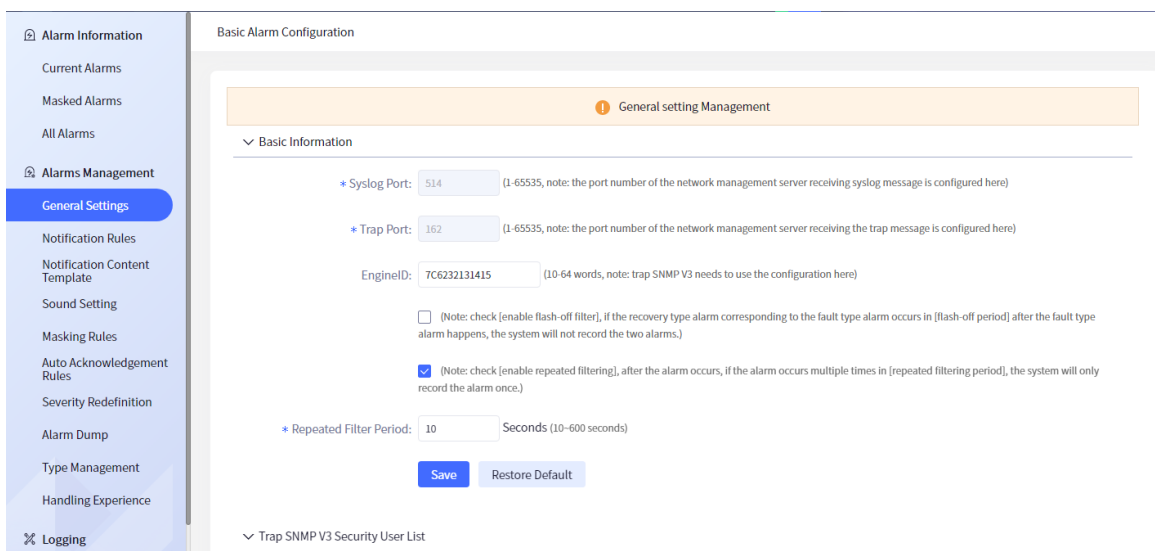 Alarm Information
Current Alarms
Masked Alarms
All Alarms
Alarms Management
General Settings
Notification Rules
Notification Content
Template
Sound Setting
Masking Rules
Auto Acknowledgement
Rules
Severity Redefinition
Alarm Dump
Type Management
Handling Experience
Logging
Basic Alarm Configuration
General setting Management
Basic Information
* Syslog Port: 514 (1-65535, note: the port number of the network management server receiving syslog message is configured here)
* Trap Port: 162 (1-65535, note: the port number of the network management server receiving the trap message is configured here)
EngineID: 7C6232131415 (10-64 words, note: trap SNMP V3 needs to use the configuration here)
(Note: check [enable flash-off filter], if the recovery type alarm corresponding to the fault type alarm occurs in [flash-off period] after the fault type
alarm happens, the system will not record the two alarms.)
(Note: check [enable repeated filtering], after the alarm occurs, if the alarm occurs multiple times in [repeated filtering period], the system will only
record the alarm once.)
* Repeated Filter Period: 10 Seconds (10~600 seconds)
Save Restore Default
Trap SNMP V3 Security User List